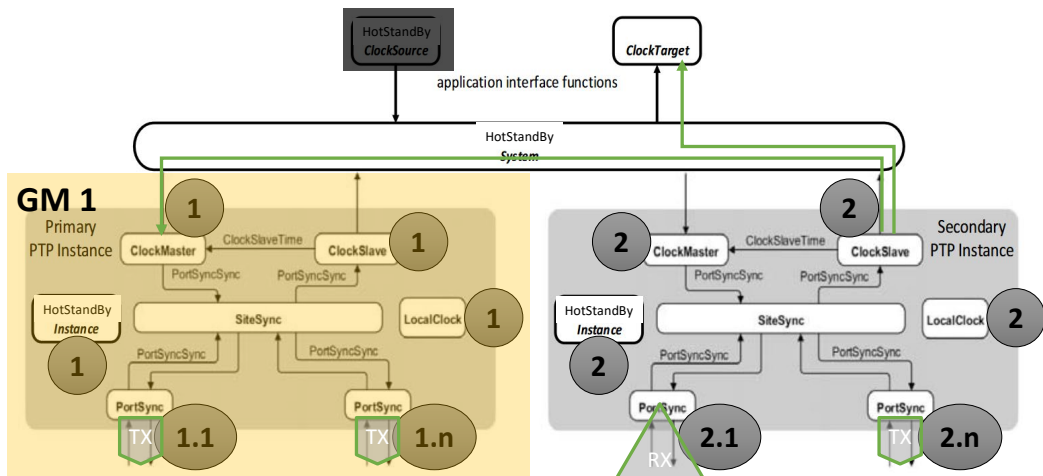 HotStandBy
ClockSource
ClockTarget
application interface functions
HotStandBy
System
GM 1
Primary
PTP Instance
1
ClockMaster
ClockSlaveTime
ClockSlave
1
PortSyncSync
PortSyncSync
HotStandBy
Instance
1
SiteSync
LocalClock
1
PortSyncSync
PortSyncSync
PortSync
PortSync
TX
1.1
TX
1.n
2
ClockMaster
ClockSlaveTime
2
ClockSlave
Secondary
PTP Instance
PortSyncSync
PortSyncSync
HotStandBy
Instance
2
SiteSync
LocalClock
2
PortSyncSync
PortSyncSync
PortSync
PortSync
RX
2.1
TX
2.n